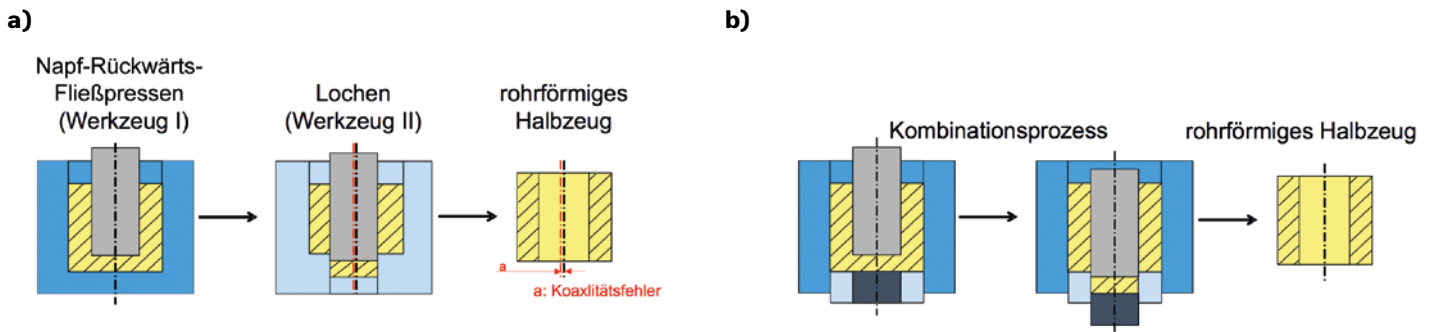 a)
Napf-Rückwärts-
Fließpressen
(Werkzeug I)
Lochen
(Werkzeug II)
rohrförmiges
Halbzeug
a
a: Koaxlitätsfehler
b)
Kombinationsprozess
rohrförmiges Halbzeug